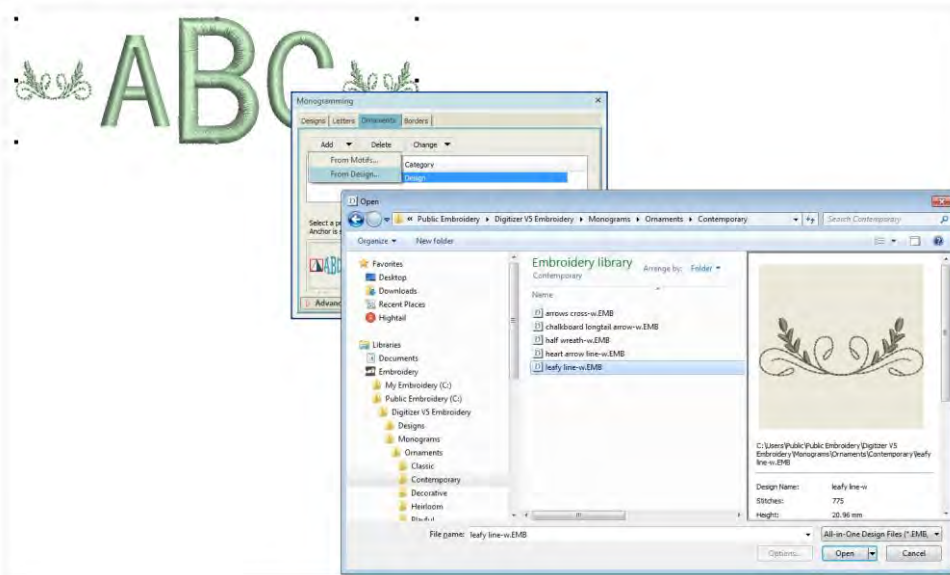 ABC
Monogramming
Designs Letters Ornaments Borders
Add Delete Change
From Motifs...
From Design...
Category
Design
Select a
Anchor is
ABC
Advanc
Open
« Public Embroidery ▸ Digitizer V5 Embroidery ▸ Monograms ▸ Ornaments ▸ Contemporary
Search Contemporary
Organize New folder
Favorites
Desktop
Downloads
Recent Places
Hightail
Libraries
Documents
Embroidery
My Embroidery (C:)
Public Embroidery (C:)
Digitizer V5 Embroidery
Designs
Monograms
Ornaments
Classic
Contemporary
Decorative
Heirloom
Playful
Embroidery library
Contemporary
Arrange by: Folder
Name
arrows cross-w.EMB
chalkboard longtail arrow-w.EMB
half wreath-w.EMB
heart arrow line-w.EMB
leafy line-w.EMB
C:\Users\Public\Public Embroidery\Digitizer V5
Embroidery\Monograms\Ornaments\Contemporary\leafy
line-w.EMB
Design Name: leafy line-w
Stitches: 775
Height: 20.96 mm
File name: leafy line-w.EMB
All-in-One Design Files (*.EMB,
Options... Open Cancel